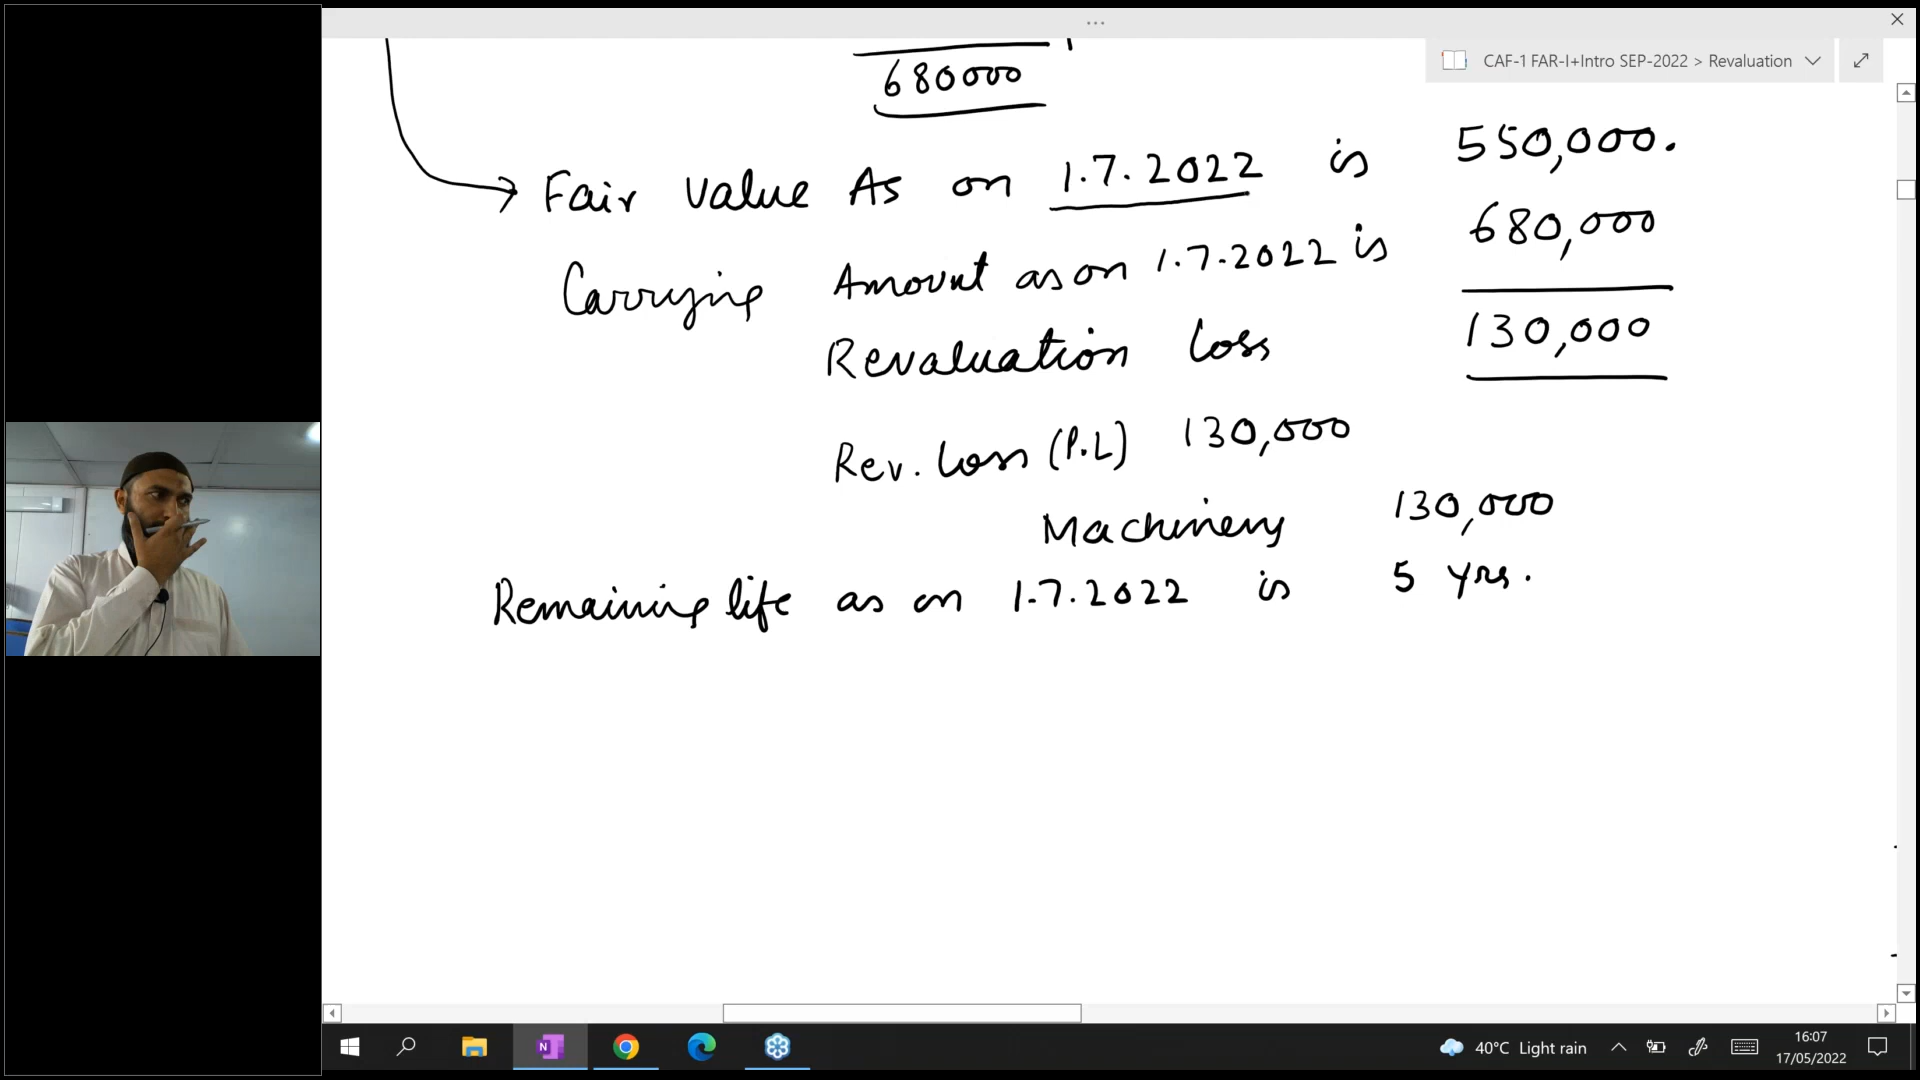 ...
CAF-1 FAR-I+Intro SEP-2022 > Revaluation
680000
→ Fair Value As on 1.7.2022 is 550,000.
Carrying Amount as on 1.7.2022 is 680,000
Revaluation Loss 130,000
Rev. Loss (P.L) 130,000
Machinery 130,000
Remaining life as on 1.7.2022 is 5 yrs.
40°C Light rain
16:07
17/05/2022